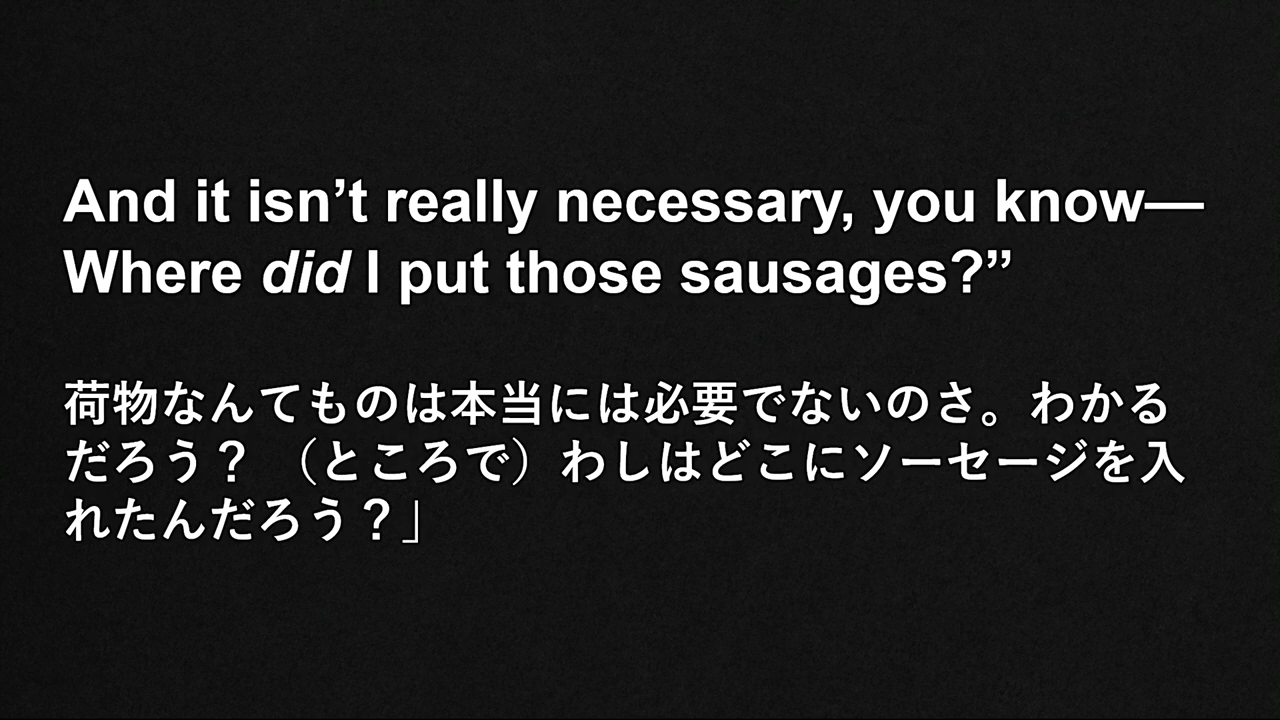 And it isn’t really necessary, you know—
Where did I put those sausages?”
荷物なんてものは本当には必要でないのさ。わかる
だろう？ （ところで）わしはどこにソーセージを入
れたんだろう？」